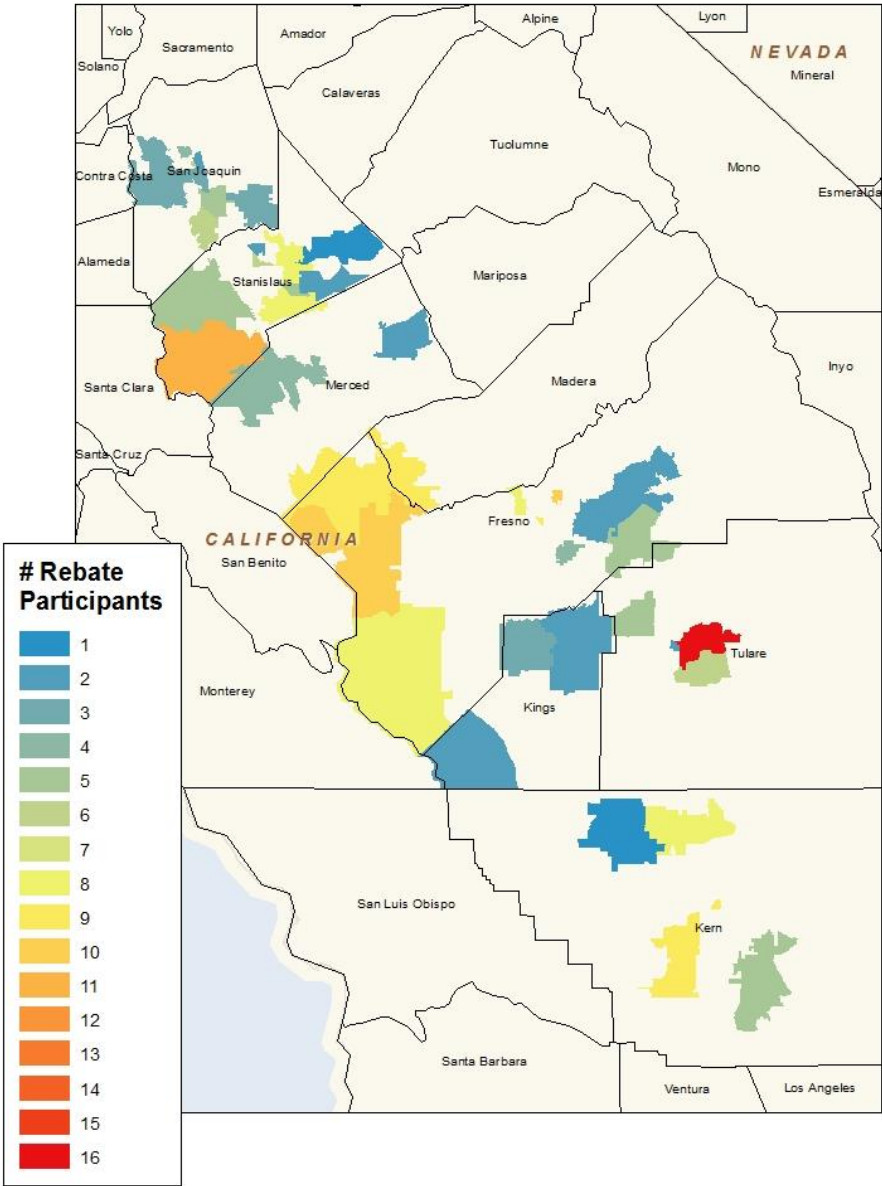 Alpine
Lyon
Yolo
Amador
Sacramento
NEVADA
Solano
Mineral
Calaveras
Tuolumne
Mono
Contra Costa
San Joaquin
Esmeralda
Alameda
Mariposa
Stanislaus
Inyo
Madera
Santa Clara
Merced
Santa Cruz
Fresno
CALIFORNIA
San Benito
Tulare
Monterey
Kings
San Luis Obispo
Kern
Santa Barbara
Ventura
Los Angeles
# Rebate
Participants
1
2
3
4
5
6
7
8
9
10
11
12
13
14
15
16